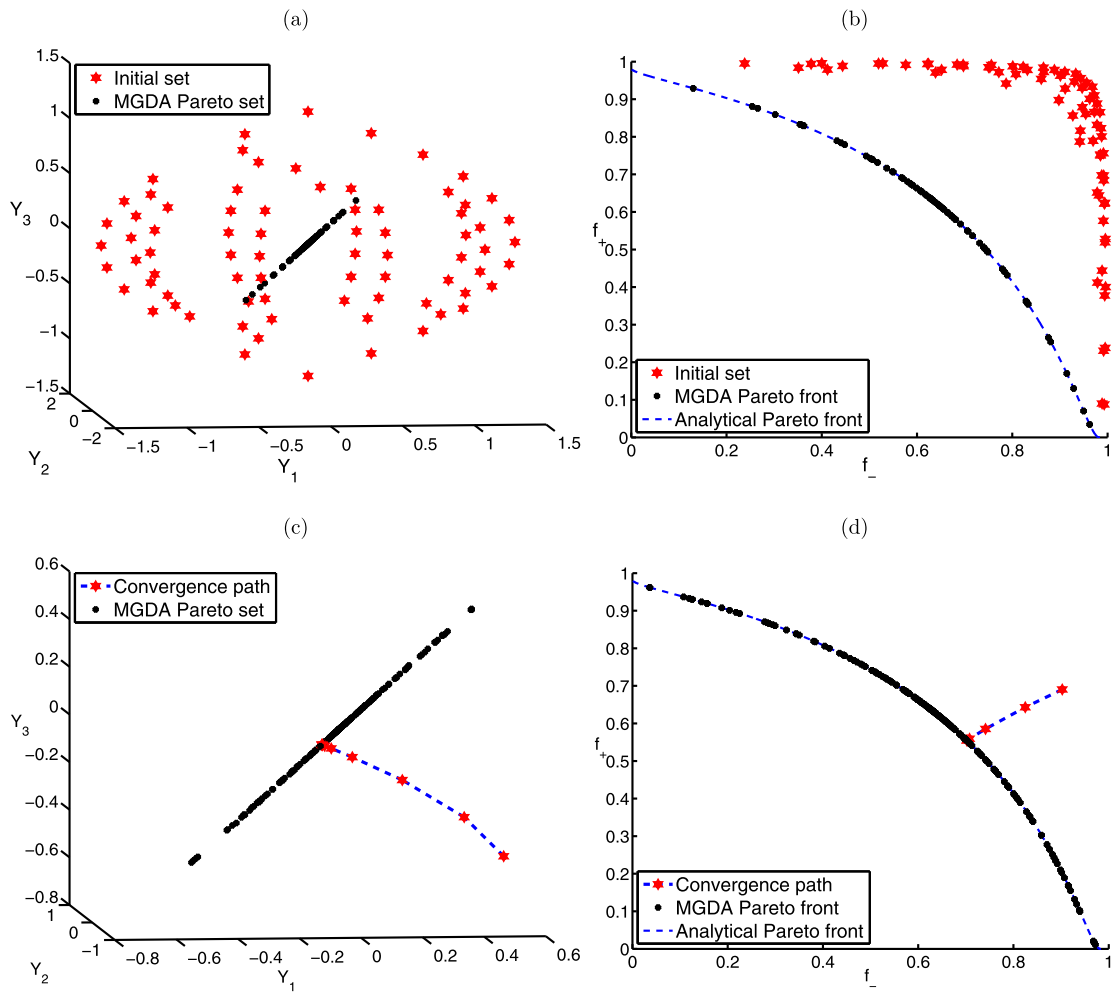 (a)
1.5
1
0.5
0
−0.5
−1
−1.5
Y3
2
0
−2
Y2
−1.5
−1
−0.5
0
0.5
1
1.5
Y1
Initial set
MGDA Pareto set
(b)
1
0.9
0.8
0.7
0.6
0.5
0.4
0.3
0.2
0.1
0
f+
0
0.2
0.4
0.6
0.8
1
f−
Initial set
MGDA Pareto front
Analytical Pareto front
(c)
0.6
0.4
0.2
0
−0.2
−0.4
−0.6
−0.8
Y3
1
0
−1
Y2
−0.8
−0.6
−0.4
−0.2
0
0.2
0.4
0.6
Y1
Convergence path
MGDA Pareto set
(d)
1
0.9
0.8
0.7
0.6
0.5
0.4
0.3
0.2
0.1
0
f+
0
0.2
0.4
0.6
0.8
1
f−
Convergence path
MGDA Pareto front
Analytical Pareto front